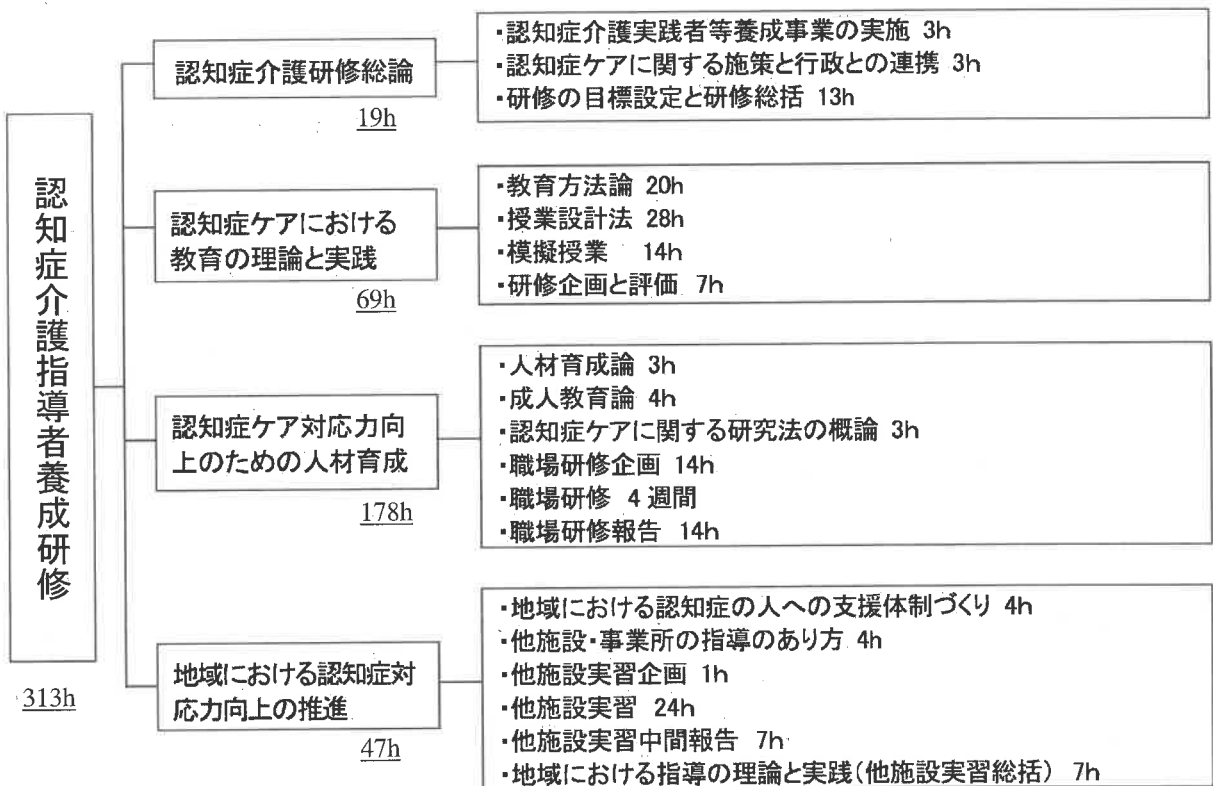 認知症介護指導者養成研修
313h
認知症介護研修総論
19h
・認知症介護実践者等養成事業の実施 3h
・認知症ケアに関する施策と行政との連携 3h
・研修の目標設定と研修総括 13h
認知症ケアにおける
教育の理論と実践
69h
・教育方法論 20h
・授業設計法 28h
・模擬授業 14h
・研修企画と評価 7h
認知症ケア対応力向
上のための人材育成
178h
・人材育成論 3h
・成人教育論 4h
・認知症ケアに関する研究法の概論 3h
・職場研修企画 14h
・職場研修 4週間
・職場研修報告 14h
地域における認知症対
応力向上の推進
47h
・地域における認知症の人への支援体制づくり 4h
・他施設・事業所の指導のあり方 4h
・他施設実習企画 1h
・他施設実習 24h
・他施設実習中間報告 7h
・地域における指導の理論と実践(他施設実習総括) 7h